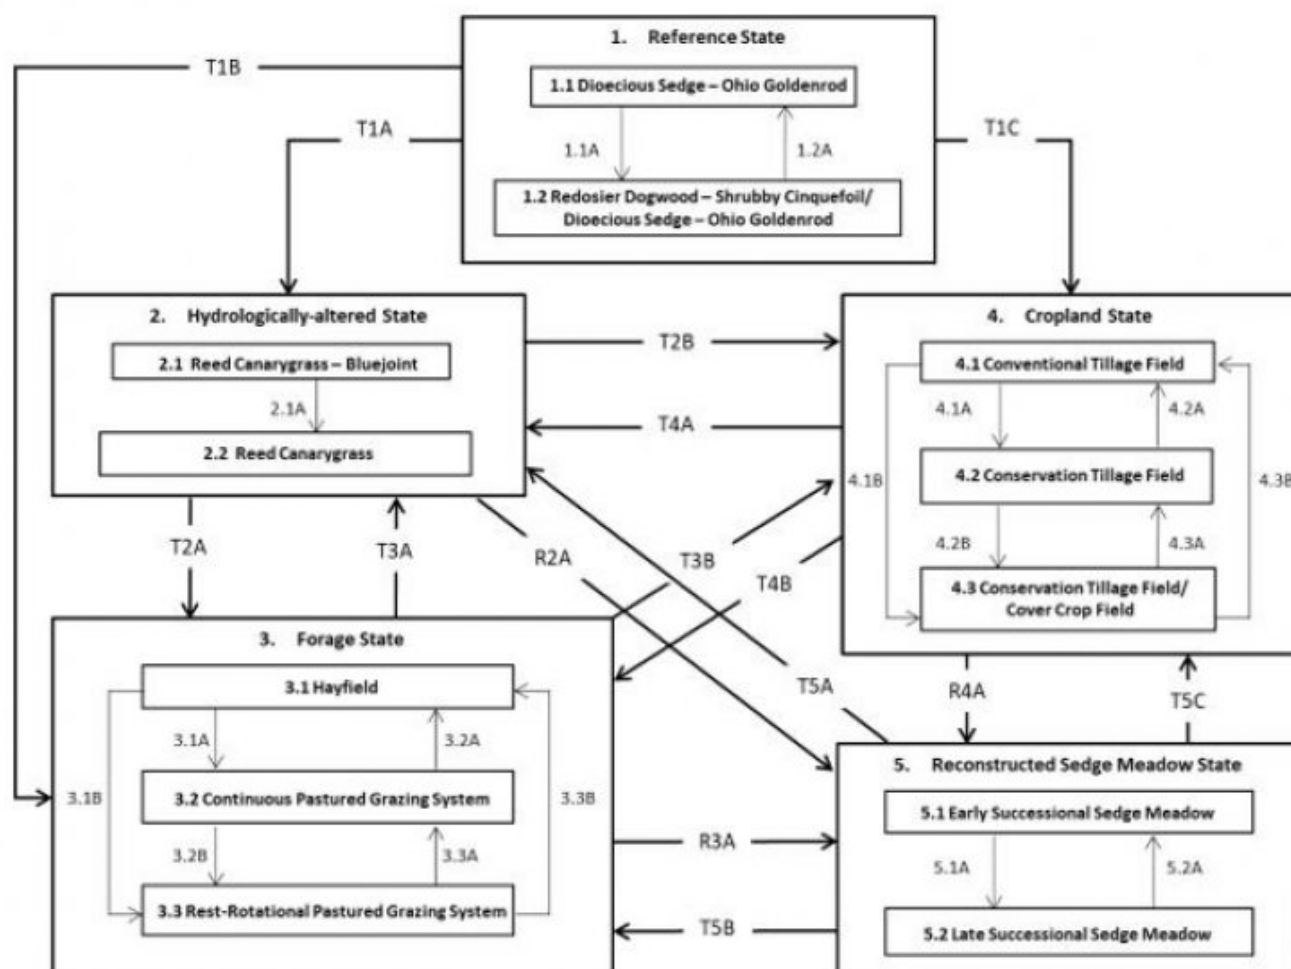 1. Reference State
T1B
1.1 Dioecious Sedge – Ohio Goldenrod
T1A
T1C
1.1A
1.2A
1.2 Redosier Dogwood – Shrubby Cinquefoil/
Dioecious Sedge – Ohio Goldenrod
2. Hydrologically-altered State
2.1 Reed Canarygrass – Bluejoint
2.1A
2.2 Reed Canarygrass
T2B
T4A
4. Cropland State
4.1 Conventional Tillage Field
4.1A
4.2A
4.2 Conservation Tillage Field
4.1B
4.3B
4.2B
4.3A
4.3 Conservation Tillage Field/
Cover Crop Field
T2A
T3A
R2A
T3B
T4B
3. Forage State
3.1 Hayfield
3.1A
3.2A
3.2 Continuous Pastured Grazing System
3.1B
3.3B
3.2B
3.3A
3.3 Rest-Rotational Pastured Grazing System
T5A
R4A
T5C
R3A
T5B
5. Reconstructed Sedge Meadow State
5.1 Early Successional Sedge Meadow
5.1A
5.2A
5.2 Late Successional Sedge Meadow